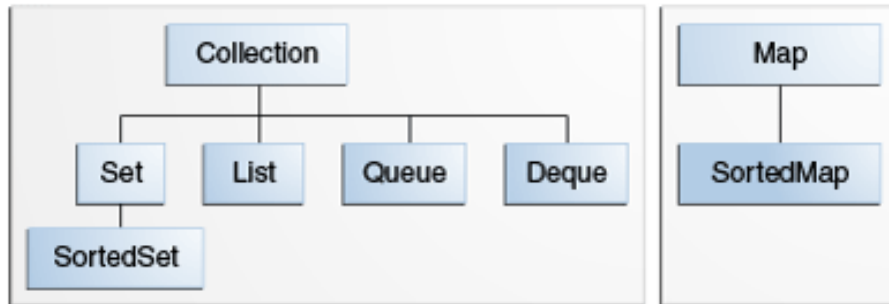 Collection
Map
Set
List
Queue
Deque
SortedMap
SortedSet